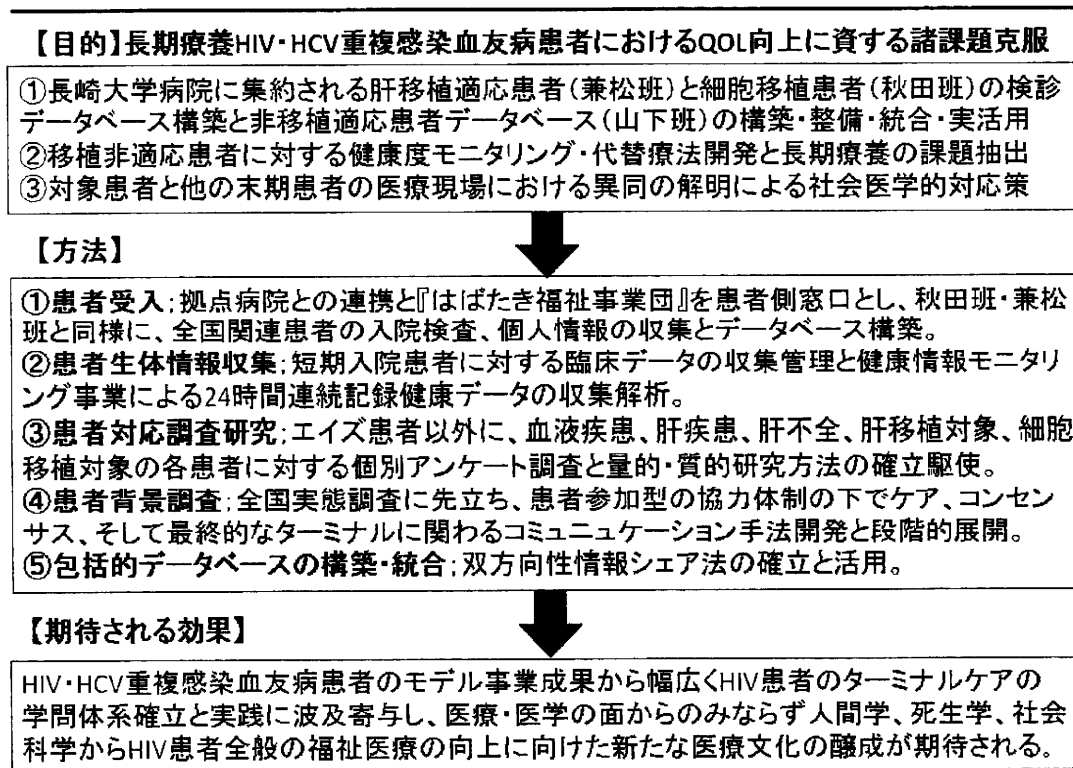 【目的】長期療養HIV・HCV重複感染血友病患者におけるQOL向上に資する諸課題克服
①長崎大学病院に集約される肝移植適応患者(兼松班)と細胞移植患者(秋田班)の検診
データベース構築と非移植適応患者データベース(山下班)の構築・整備・統合・実活用
②移植非適応患者に対する健康度モニタリング・代替療法開発と長期療養の課題抽出
③対象患者と他の末期患者の医療現場における異同の解明による社会医学的対応策
【方法】
①患者受入;拠点病院との連携と『はばたき福祉事業団』を患者側窓口とし、秋田班・兼松
班と同様に、全国関連患者の入院検査、個人情報の収集とデータベース構築。
②患者生体情報収集;短期入院患者に対する臨床データの収集管理と健康情報モニタリ
ング事業による24時間連続記録健康データの収集解析。
③患者対応調査研究;エイズ患者以外に、血液疾患、肝疾患、肝不全、肝移植対象、細胞
移植対象の各患者に対する個別アンケート調査と量的・質的研究方法の確立駆使。
④患者背景調査;全国実態調査に先立ち、患者参加型の協力体制の下でケア、コンセン
サス、そして最終的なターミナルに関わるコミュニュケーション手法開発と段階的展開。
⑤包括的データベースの構築・統合;双方向性情報シェア法の確立と活用。
【期待される効果】
HIV・HCV重複感染血友病患者のモデル事業成果から幅広くHIV患者のターミナルケアの
学問体系確立と実践に波及寄与し、医療・医学の面からのみならず人間学、死生学、社会
科学からHIV患者全般の福祉医療の向上に向けた新たな医療文化の醸成が期待される。